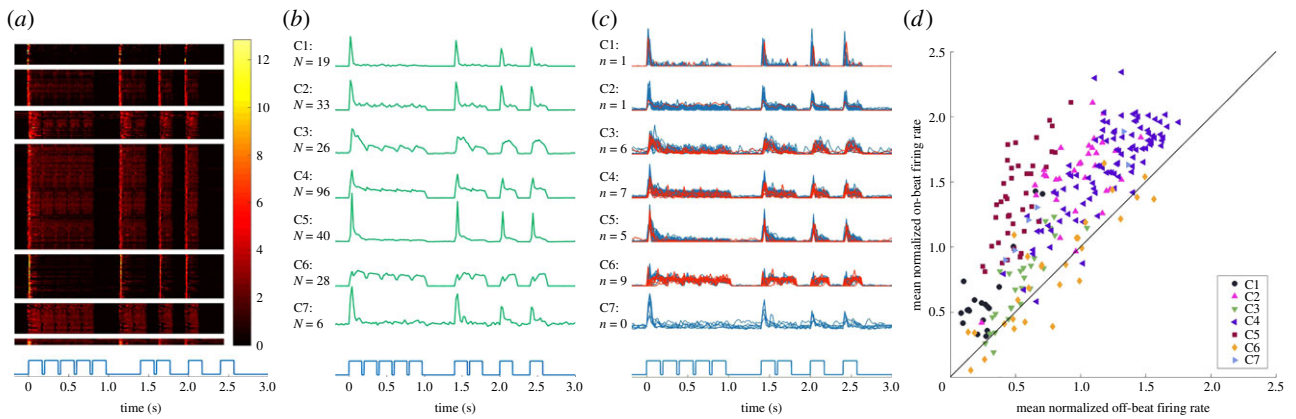 (a)
12
10
8
6
4
2
0
0
0.5
1.0
1.5
2.0
2.5
3.0
time (s)
(b)
C1:
N = 19
C2:
N = 33
C3:
N = 26
C4:
N = 96
C5:
N = 40
C6:
N = 28
C7:
N = 6
0
0.5
1.0
1.5
2.0
2.5
3.0
time (s)
(c)
C1:
n = 1
C2:
n = 1
C3:
n = 6
C4:
n = 7
C5:
n = 5
C6:
n = 9
C7:
n = 0
0
0.5
1.0
1.5
2.0
2.5
3.0
time (s)
(d)
mean normalized on-beat firing rate
2.5
2.0
1.5
1.0
0.5
0
0.5
1.0
1.5
2.0
2.5
mean normalized off-beat firing rate
C1
C2
C3
C4
C5
C6
C7